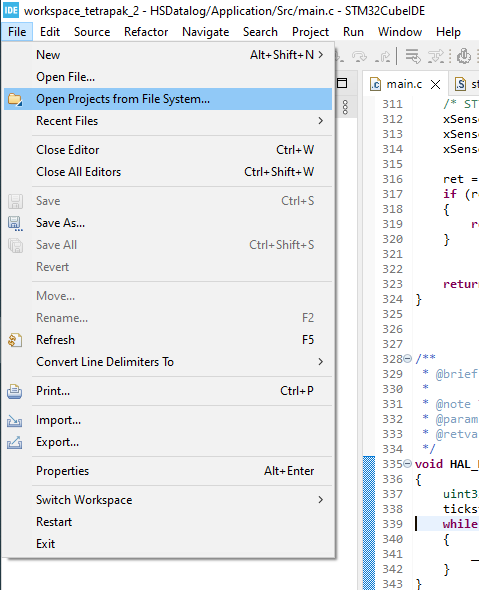 IDE workspace_tetrapak_2 - HSDatalog/Application/Src/main.c - STM32CubeIDE
File Edit Source Refactor Navigate Search Project Run Window Help
New Alt+Shift+N >
Open File...
Open Projects from File System...
Recent Files >
Close Editor Ctrl+W
Close All Editors Ctrl+Shift+W
Save Ctrl+S
Save As...
Save All Ctrl+Shift+S
Revert
Move...
Rename... F2
Refresh F5
Convert Line Delimiters To >
Print... Ctrl+P
Import...
Export...
Properties Alt+Enter
Switch Workspace >
Restart
Exit
main.c
311 /* ST
312 xSens
313 xSens
314 xSens
315
316 ret =
317 if (r
318 {
319 r
320 }
321
322
323 retur
324 }
325
326
327
328 /**
329 * @brief
330 *
331 * @note
332 * @param
333 * @retva
334 */
335 void HAL_
336 {
337 uint3
338 tickst
339 while
340 {
341 __
342 }
343 }